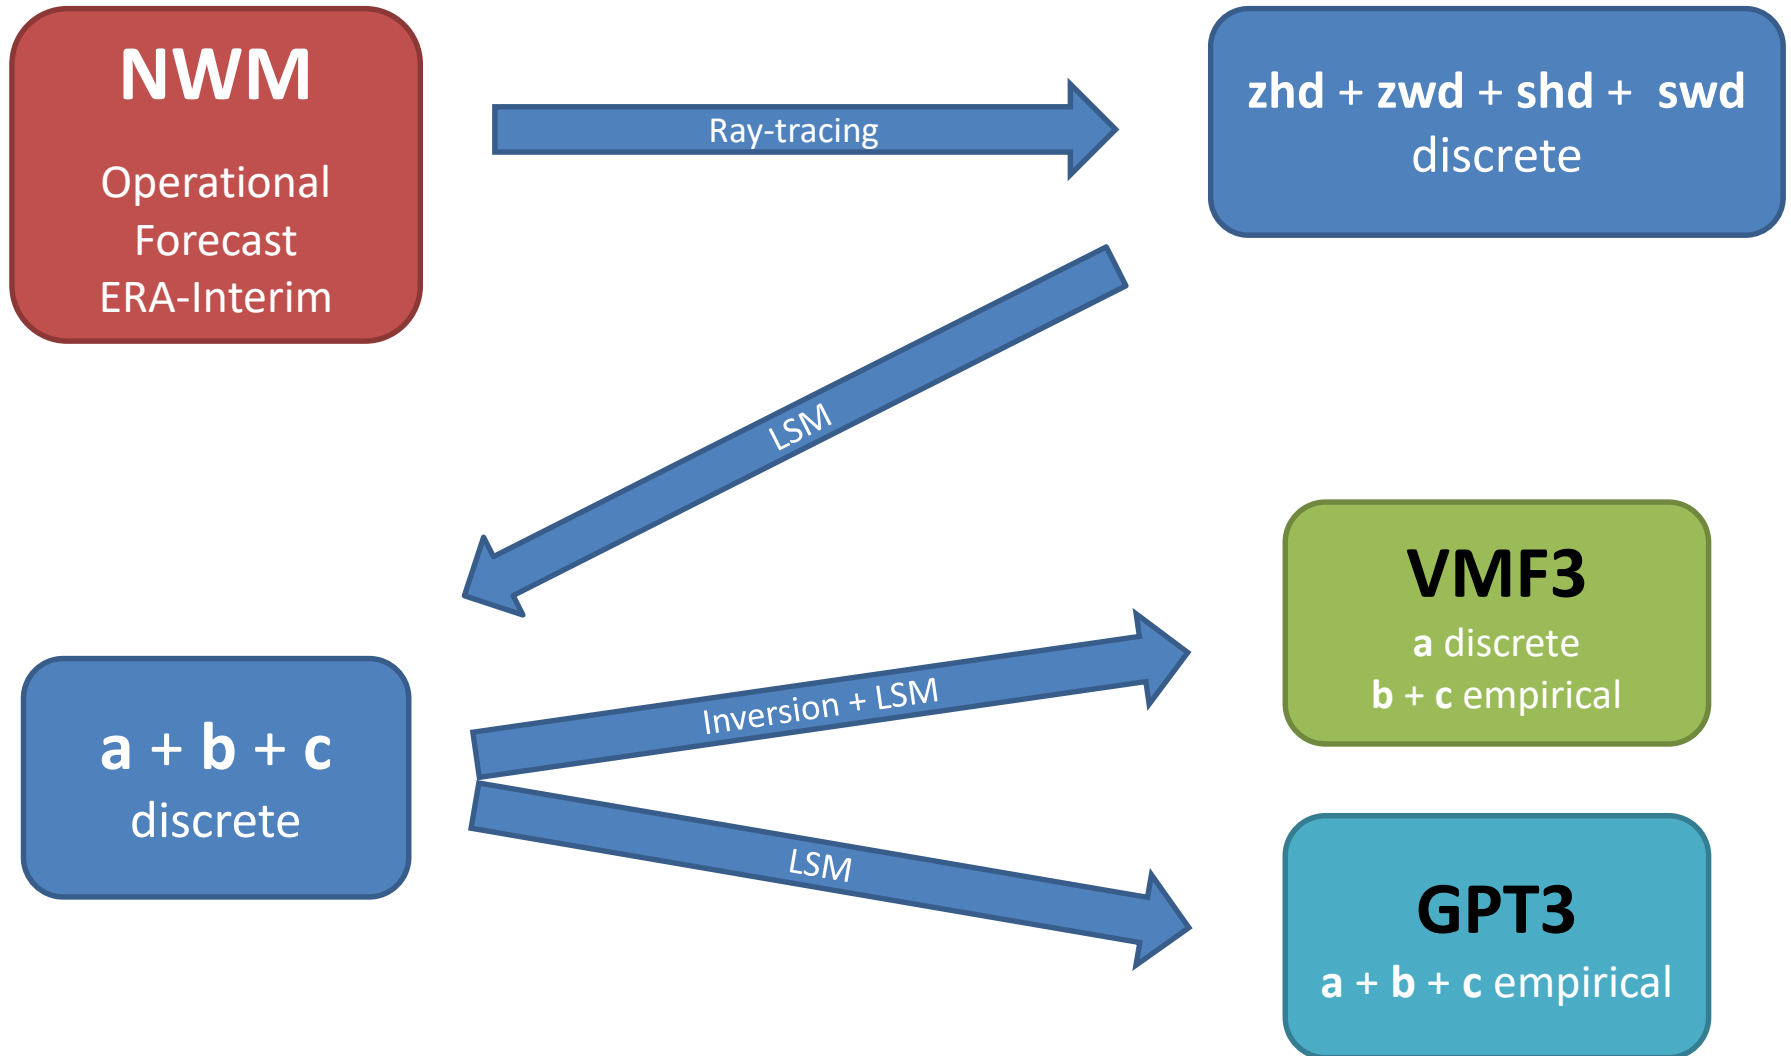 NWM
Operational
Forecast
ERA-Interim
Ray-tracing
zhd + zwd + shd + swd
discrete
LSM
a + b + c
discrete
Inversion + LSM
LSM
VMF3
a discrete
b + c empirical
GPT3
a + b + c empirical